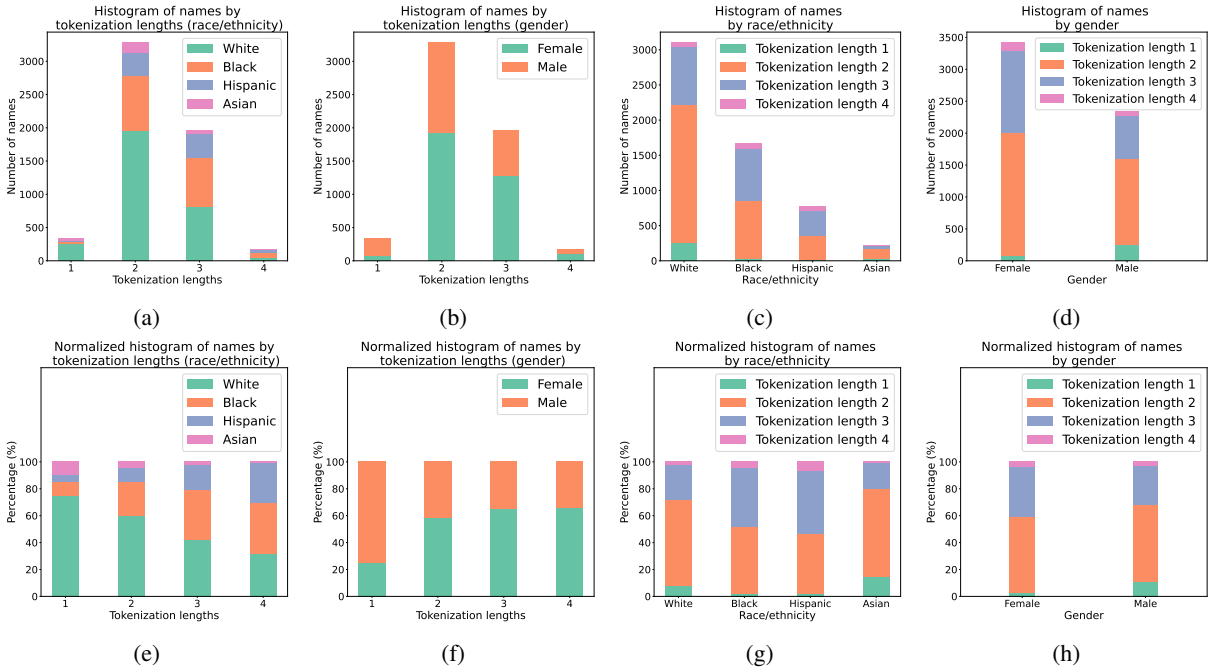 Histogram of names by
tokenization lengths (race/ethnicity)
Number of names
3000
2500
2000
1500
1000
500
0
White
Black
Hispanic
Asian
1 2 3 4
Tokenization lengths
(a)
Histogram of names by
tokenization lengths (gender)
Number of names
3000
2500
2000
1500
1000
500
0
Female
Male
1 2 3 4
Tokenization lengths
(b)
Histogram of names
by race/ethnicity
Number of names
3000
2500
2000
1500
1000
500
0
Tokenization length 1
Tokenization length 2
Tokenization length 3
Tokenization length 4
White Black Hispanic Asian
Race/ethnicity
(c)
Histogram of names
by gender
Number of names
3500
3000
2500
2000
1500
1000
500
0
Tokenization length 1
Tokenization length 2
Tokenization length 3
Tokenization length 4
Female Male
Gender
(d)
Normalized histogram of names by
tokenization lengths (race/ethnicity)
Percentage (%)
100
80
60
40
20
0
White
Black
Hispanic
Asian
1 2 3 4
Tokenization lengths
(e)
Normalized histogram of names by
tokenization lengths (gender)
Percentage (%)
100
80
60
40
20
0
Female
Male
1 2 3 4
Tokenization lengths
(f)
Normalized histogram of names
by race/ethnicity
Percentage (%)
100
80
60
40
20
0
Tokenization length 1
Tokenization length 2
Tokenization length 3
Tokenization length 4
White Black Hispanic Asian
Race/ethnicity
(g)
Normalized histogram of names
by gender
Percentage (%)
100
80
60
40
20
0
Tokenization length 1
Tokenization length 2
Tokenization length 3
Tokenization length 4
Female Male
Gender
(h)